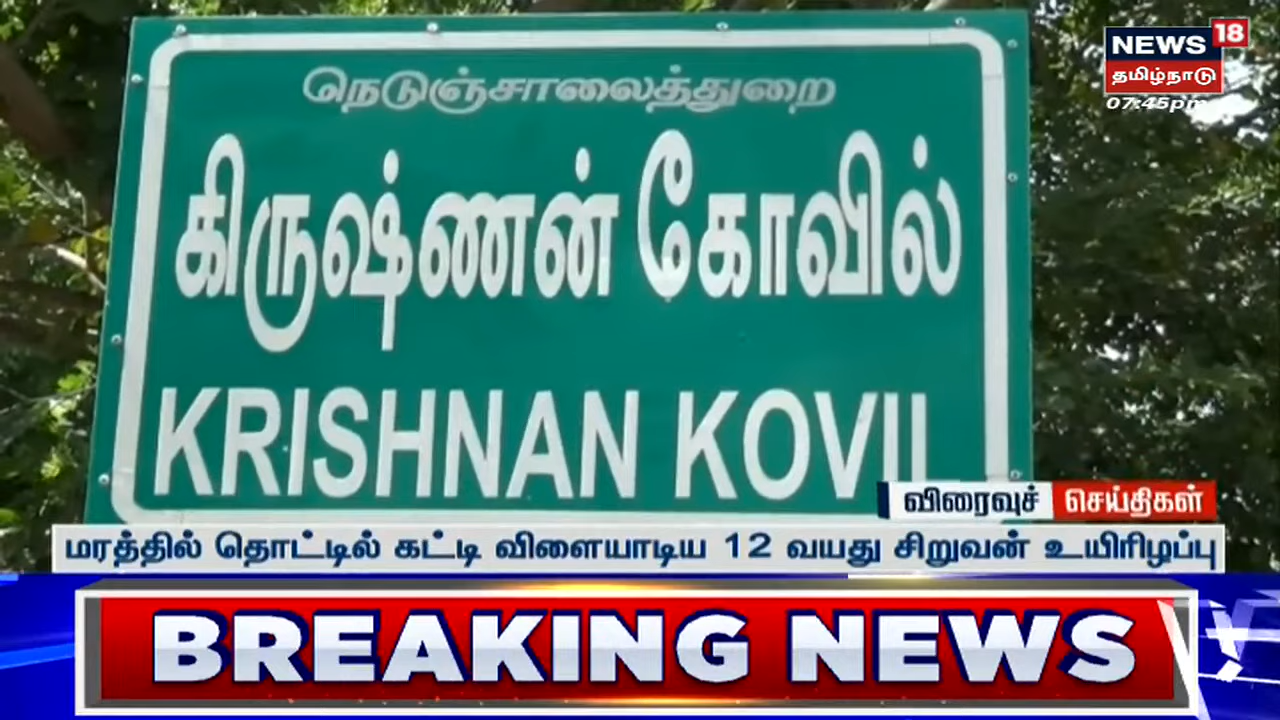 NEWS 18
தமிழ்நாடு
07:45pm
நெடுஞ்சாலைத்துறை
கிருஷ்ணன் கோவில்
KRISHNAN KOVIL
விரைவுச் செய்திகள்
மரத்தில் தொட்டில் கட்டி விளையாடிய 12 வயது சிறுவன் உயிரிழப்பு
BREAKING NEWS